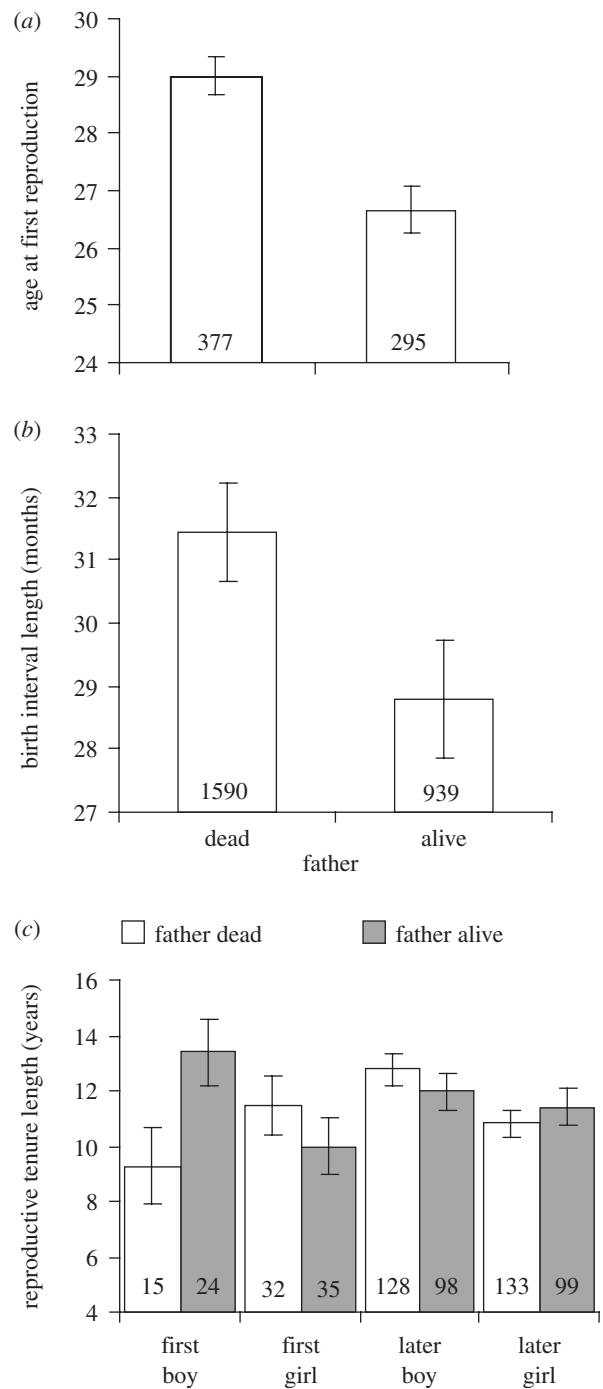 (a)
30
29
28
27
26
25
24
age at first reproduction
377
295
(b)
33
32
31
30
29
28
27
birth interval length (months)
1590
939
dead
alive
father
(c)
father dead
father alive
16
14
12
10
8
6
4
reproductive tenure length (years)
15
24
32
35
128
98
133
99
first
boy
first
girl
later
boy
later
girl